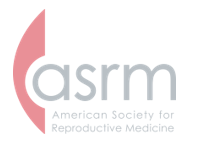 asrm
American Society for
Reproductive Medicine